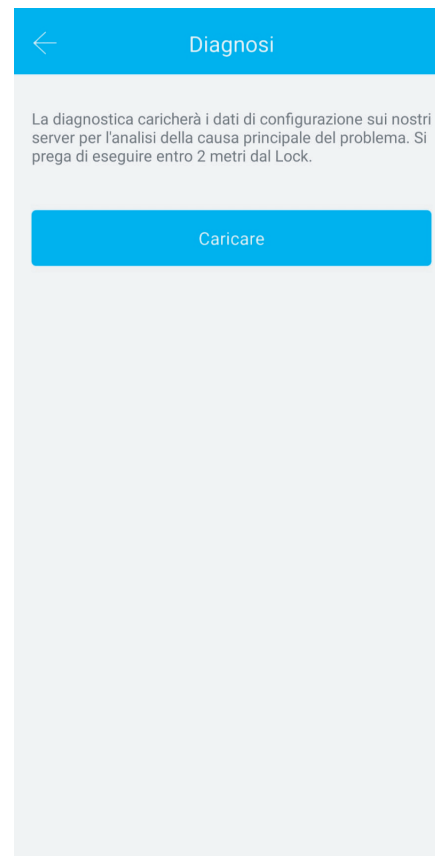 Diagnosi
La diagnostica caricherà i dati di configurazione sui nostri
server per l'analisi della causa principale del problema. Si
prega di eseguire entro 2 metri dal Lock.
Caricare